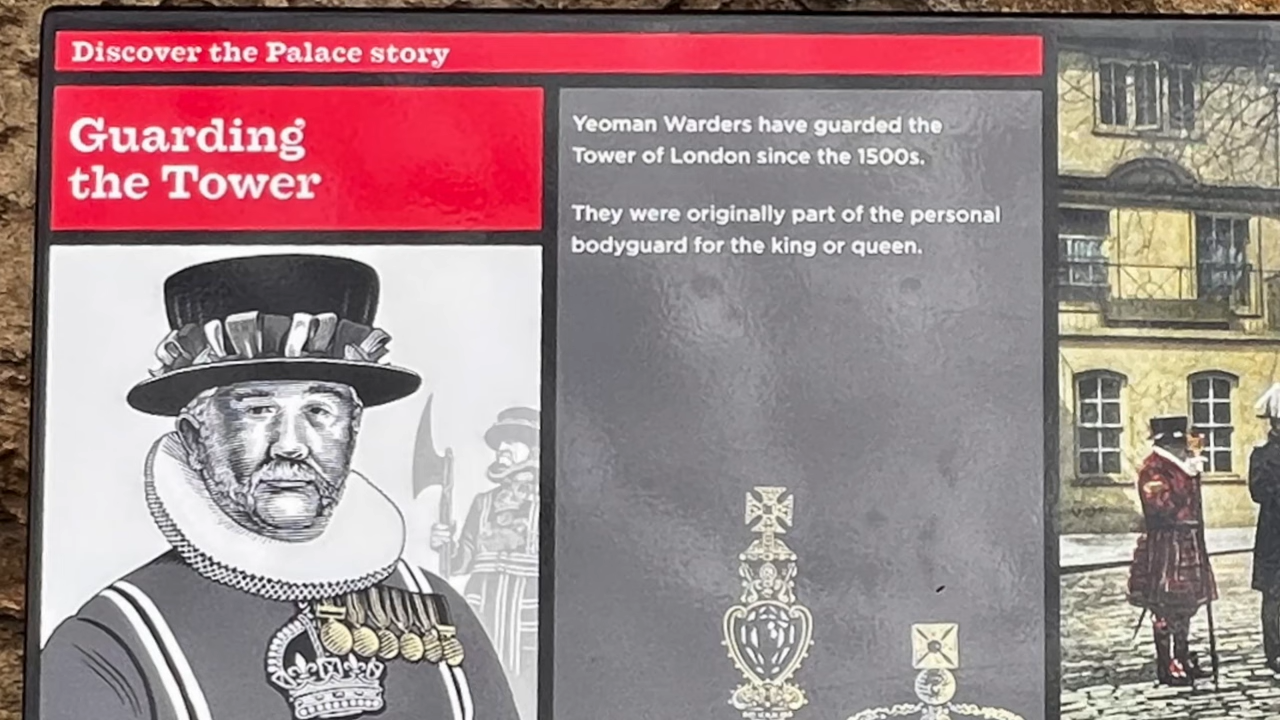 Discover the Palace story
Guarding
the Tower
Yeoman Warders have guarded the
Tower of London since the 1500s.
They were originally part of the personal
bodyguard for the king or queen.